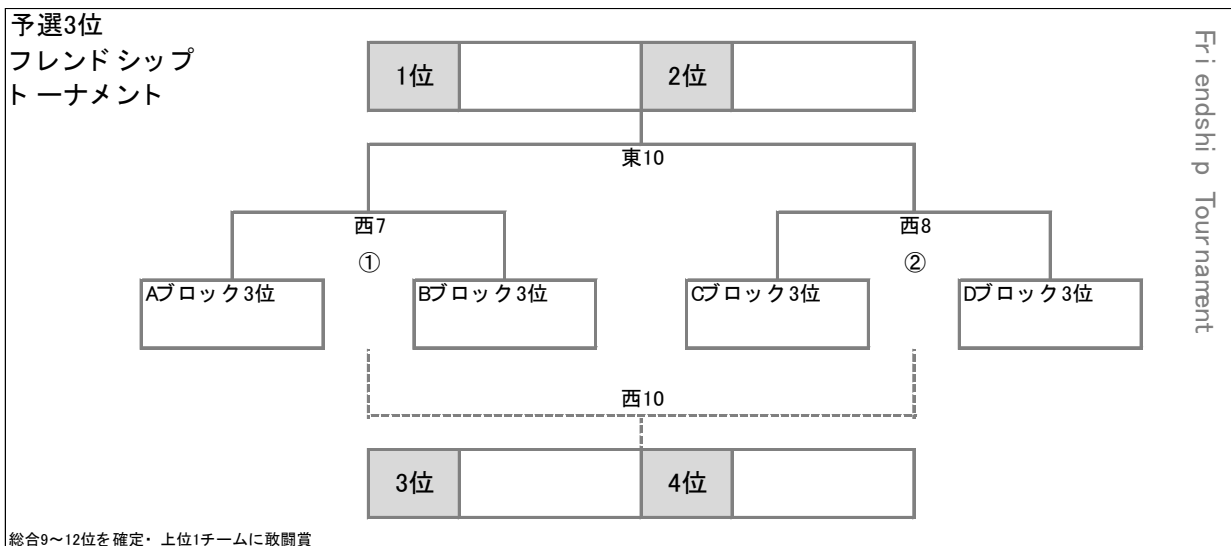 予選3位
フレンドシップ
トーナメント
1位
2位
東10
西7
①
西8
②
Aブロック3位
Bブロック3位
Cブロック3位
Dブロック3位
西10
3位
4位
総合9～12位を確定・上位1チームに敢闘賞
Friendship Tournament